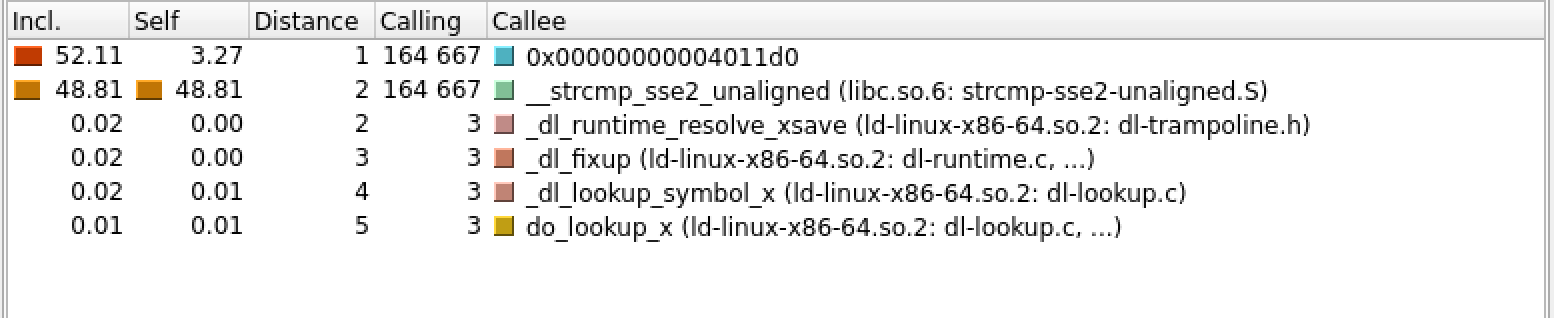 Incl. Self Distance Calling Callee
52.11 3.27 1 164 667 0x00000000004011d0
48.81 48.81 2 164 667 __strcmp_sse2_unaligned (libc.so.6: strcmp-sse2-unaligned.S)
0.02 0.00 2 3 _dl_runtime_resolve_xsave (ld-linux-x86-64.so.2: dl-trampoline.h)
0.02 0.00 3 3 _dl_fixup (ld-linux-x86-64.so.2: dl-runtime.c, ...)
0.02 0.01 4 3 _dl_lookup_symbol_x (ld-linux-x86-64.so.2: dl-lookup.c)
0.01 0.01 5 3 do_lookup_x (ld-linux-x86-64.so.2: dl-lookup.c, ...)